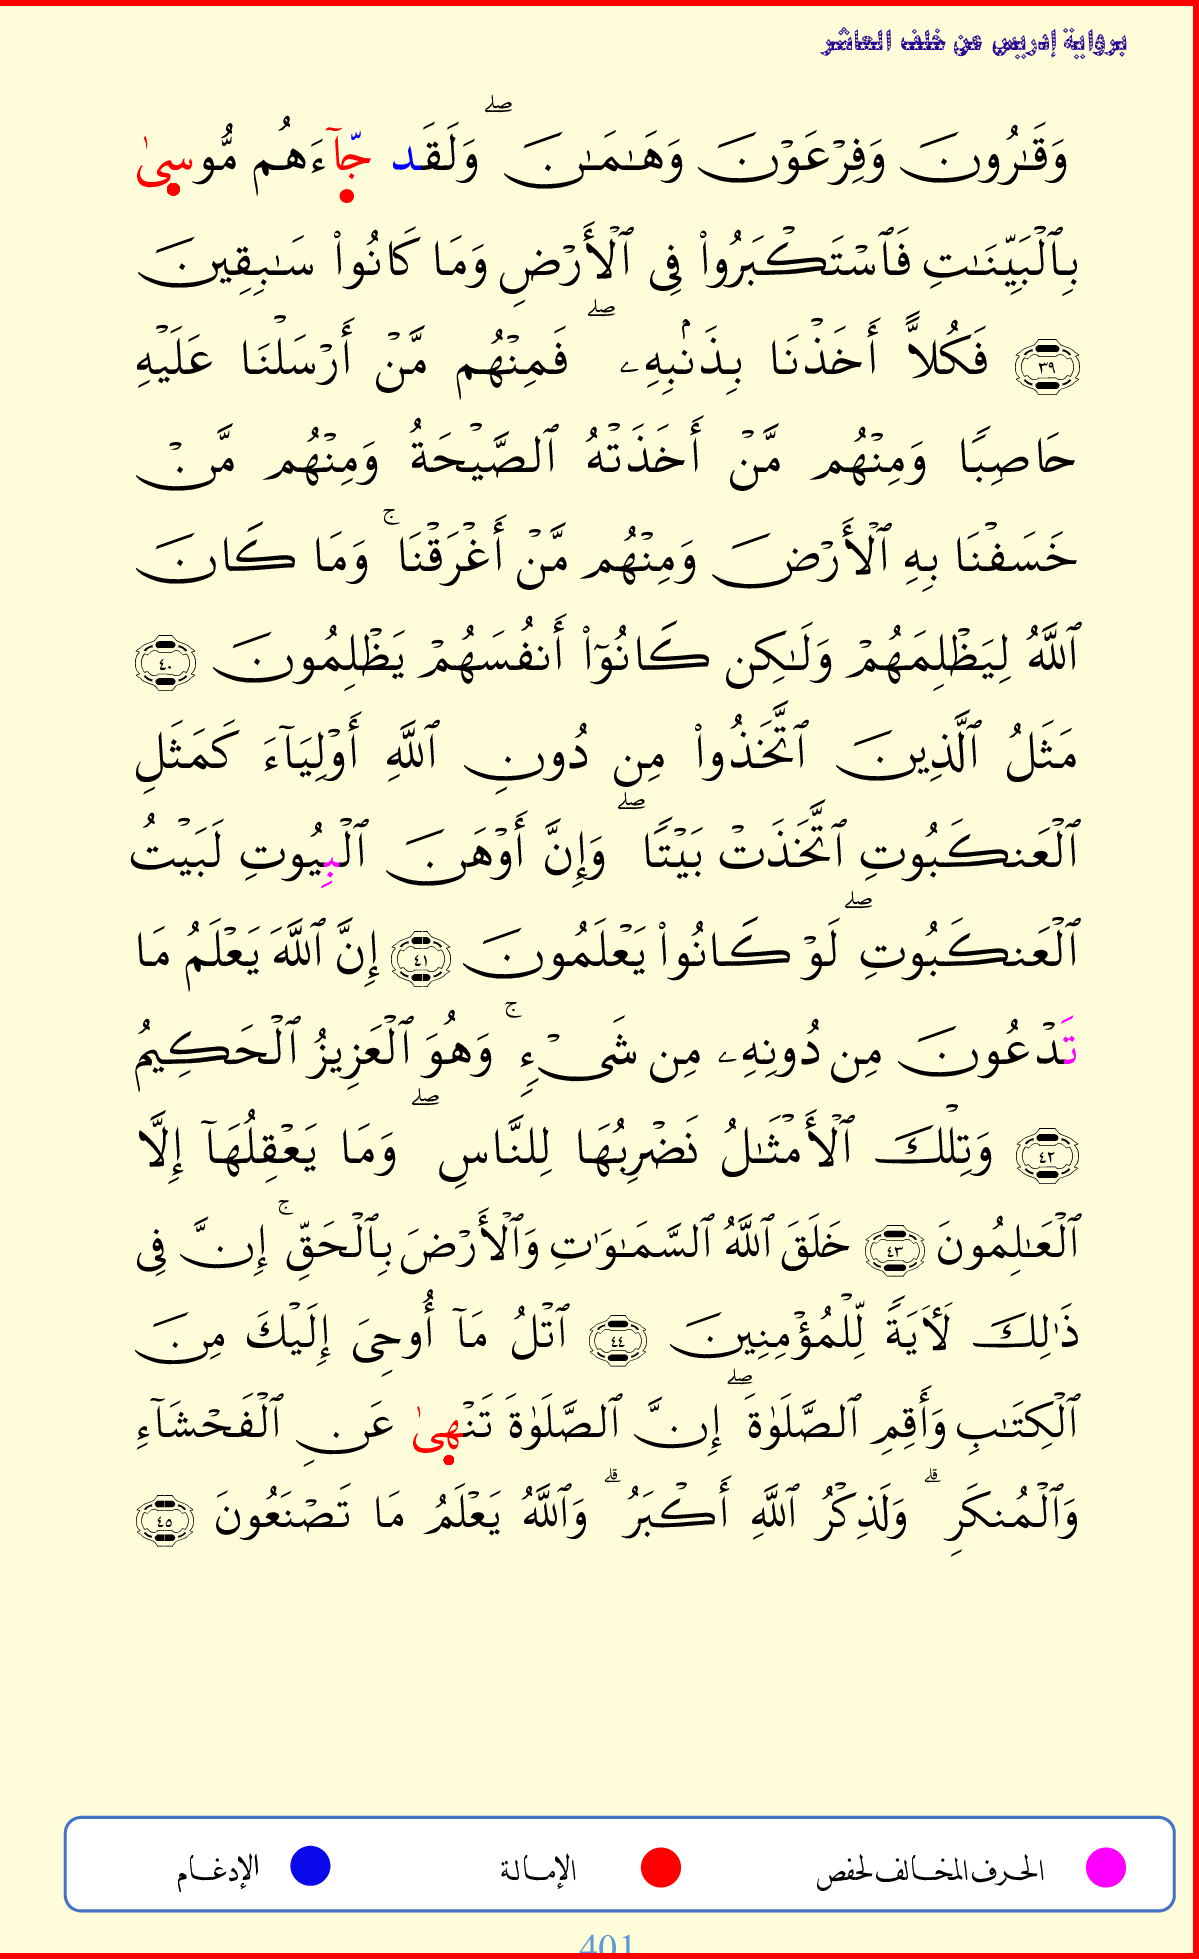 برواية إدريس عن خلف العاشر
وَقَٰرُونَ وَفِرْعَوْنَ وَهَٰمَٰنَ ۖ وَلَقَد جَّآءَهُم مُّوسِىٰ
بِٱلْبَيِّنَٰتِ فَٱسْتَكْبَرُوا۟ فِى ٱلْأَرْضِ وَمَا كَانُوا۟ سَٰبِقِينَ
٣٩ فَكُلًّا أَخَذْنَا بِذَنۢبِهِۦ ۖ فَمِنْهُم مَّنْ أَرْسَلْنَا عَلَيْهِ
حَاصِبًا وَمِنْهُم مَّنْ أَخَذَتْهُ ٱلصَّيْحَةُ وَمِنْهُم مَّنْ
خَسَفْنَا بِهِ ٱلْأَرْضَ وَمِنْهُم مَّنْ أَغْرَقْنَا ۚ وَمَا كَانَ
ٱللَّهُ لِيَظْلِمَهُمْ وَلَٰكِن كَانُوٓا۟ أَنفُسَهُمْ يَظْلِمُونَ ٤٠
مَثَلُ ٱلَّذِينَ ٱتَّخَذُوا۟ مِن دُونِ ٱللَّهِ أَوْلِيَآءَ كَمَثَلِ
ٱلْعَنكَبُوتِ ٱتَّخَذَتْ بَيْتًا ۖ وَإِنَّ أَوْهَنَ ٱلْبِيُوتِ لَبَيْتُ
ٱلْعَنكَبُوتِ ۖ لَوْ كَانُوا۟ يَعْلَمُونَ ٤١ إِنَّ ٱللَّهَ يَعْلَمُ مَا
تَدْعُونَ مِن دُونِهِۦ مِن شَىْءٍ ۚ وَهُوَ ٱلْعَزِيزُ ٱلْحَكِيمُ
٤٢ وَتِلْكَ ٱلْأَمْثَٰلُ نَضْرِبُهَا لِلنَّاسِ ۖ وَمَا يَعْقِلُهَآ إِلَّا
ٱلْعَٰلِمُونَ ٤٣ خَلَقَ ٱللَّهُ ٱلسَّمَٰوَٰتِ وَٱلْأَرْضَ بِٱلْحَقِّ ۚ إِنَّ فِى
ذَٰلِكَ لَءَايَةً لِّلْمُؤْمِنِينَ ٤٤ ٱتْلُ مَآ أُوحِىَ إِلَيْكَ مِنَ
ٱلْكِتَٰبِ وَأَقِمِ ٱلصَّلَوٰةَ ۖ إِنَّ ٱلصَّلَوٰةَ تَنْهِىٰ عَنِ ٱلْفَحْشَآءِ
وَٱلْمُنكَرِ ۗ وَلَذِكْرُ ٱللَّهِ أَكْبَرُ ۗ وَٱللَّهُ يَعْلَمُ مَا تَصْنَعُونَ ٤٥
الحرف المخالف لحفص الإمالة الإدغام
401